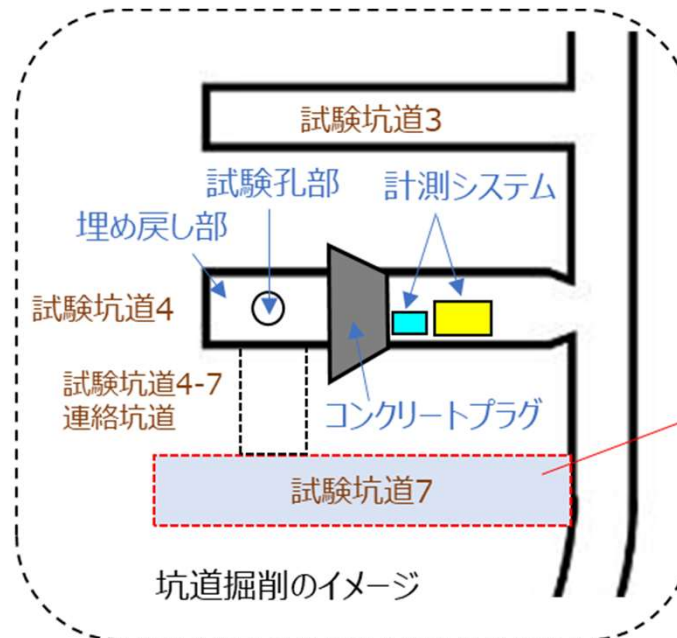 試験坑道3
試験孔部
計測システム
埋め戻し部
試験坑道4
試験坑道4-7
連絡坑道
コンクリートプラグ
試験坑道7
坑道掘削のイメージ